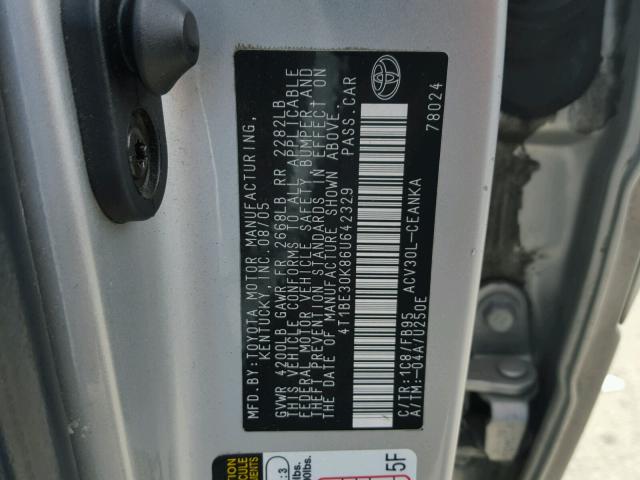 MFD.BY:TOYOTA MOTOR MANUFACTURING,
KENTUCKY, INC. 08/05
GVWR 4200LB GAWR FR 2668LB RR 2282LB
THIS VEHICLE CONFORMS TO ALL APPLICABLE
FEDERAL MOTOR VEHICLE SAFETY, BUMPER AND
THEFT PREVENTION STANDARDS IN EFFECT ON
THE DATE OF MANUFACTURE SHOWN ABOVE.
4T1BE30K86U642329 PASS.CAR
C/TR:1C8/FB95 ACV30L-CEANKA
A/TM:-04A/U250E 78024
5F